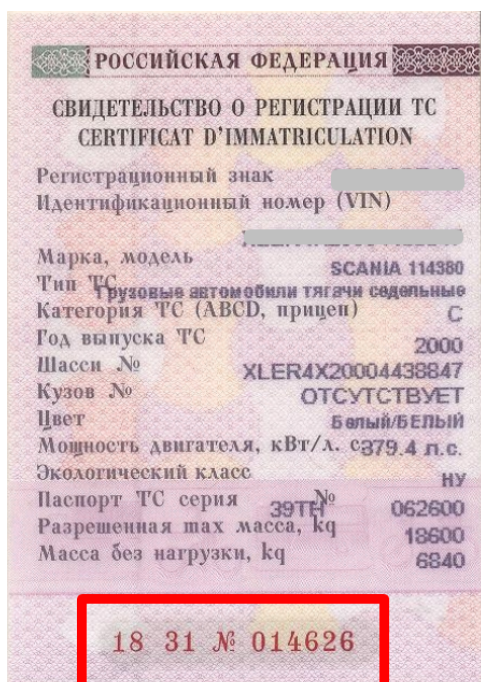 РОССИЙСКАЯ ФЕДЕРАЦИЯ
СВИДЕТЕЛЬСТВО О РЕГИСТРАЦИИ ТС
CERTIFICAT D'IMMATRICULATION
Регистрационный знак
Идентификационный номер (VIN)
Марка, модель SCANIA 114380
Тип ТС Грузовые автомобили тягачи седельные
Категория ТС (ABCD, прицеп) C
Год выпуска ТС 2000
Шасси № XLER4X20004438847
Кузов № ОТСУТСТВУЕТ
Цвет Белый/БЕЛЫЙ
Мощность двигателя, кВт/л. с. 379.4 л.с.
Экологический класс НУ
Паспорт ТС серия 39ТН № 062600
Разрешенная max масса, kg 18600
Масса без нагрузки, kg 6840
18 31 № 014626